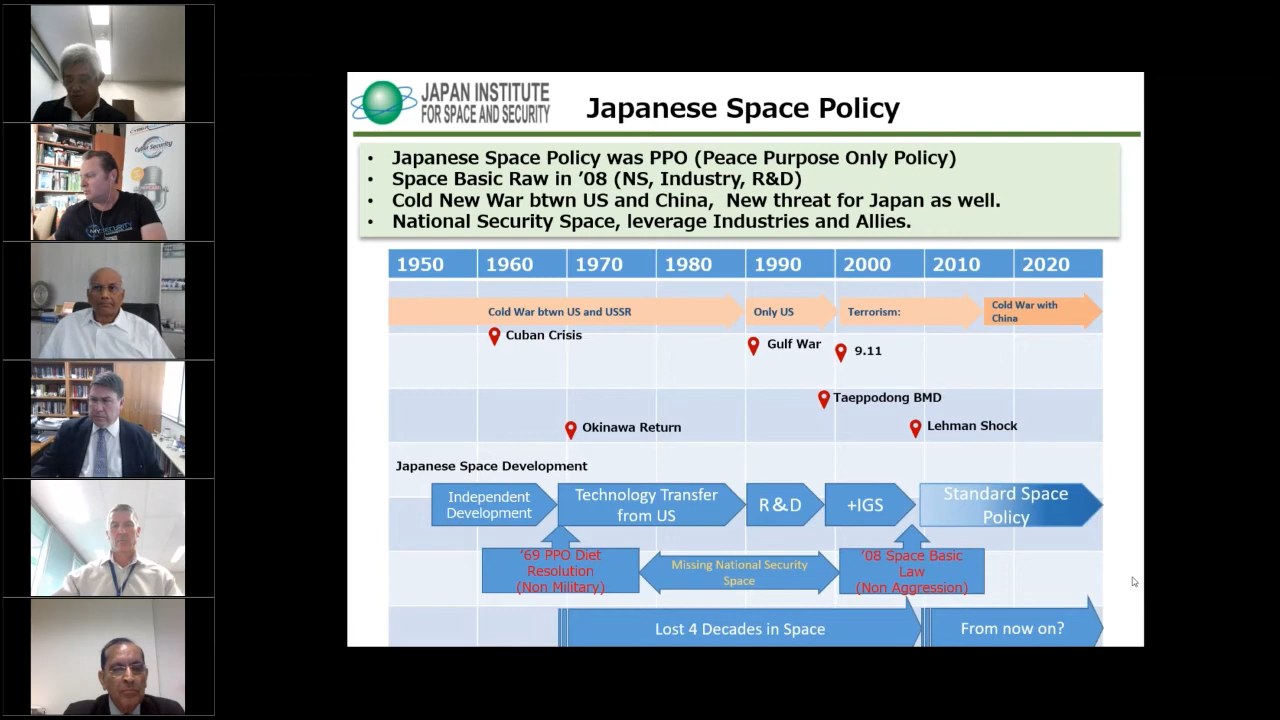 JAPAN INSTITUTE
FOR SPACE AND SECURITY
Japanese Space Policy
• Japanese Space Policy was PPO (Peace Purpose Only Policy)
• Space Basic Raw in ’08 (NS, Industry, R&D)
• Cold New War btwn US and China, New threat for Japan as well.
• National Security Space, leverage Industries and Allies.
1950 1960 1970 1980 1990 2000 2010 2020
Cold War btwn US and USSR
Only US
Terrorism:
Cold War with
China
Cuban Crisis
Gulf War
9.11
Taeppodong BMD
Okinawa Return
Lehman Shock
Japanese Space Development
Independent
Development
Technology Transfer
from US
R&D
+IGS
Standard Space
Policy
’69 PPO Diet
Resolution
(Non Military)
Missing National Security
Space
’08 Space Basic
Law
(Non Aggression)
Lost 4 Decades in Space
From now on?
Cyber Security
MYSECURITY